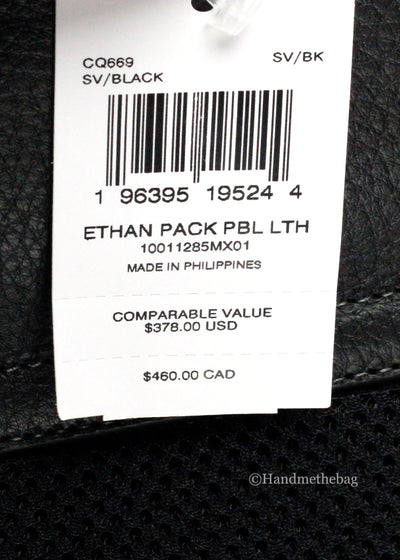 CQ669 SV/BK
SV/BLACK
1 96395 19524 4
ETHAN PACK PBL LTH
10011285MX01
MADE IN PHILIPPINES
COMPARABLE VALUE
$378.00 USD
$460.00 CAD
©Handmethebag